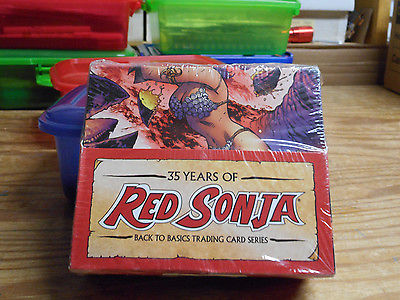 35 YEARS OF
RED SONJA
BACK TO BASICS TRADING CARD SERIES